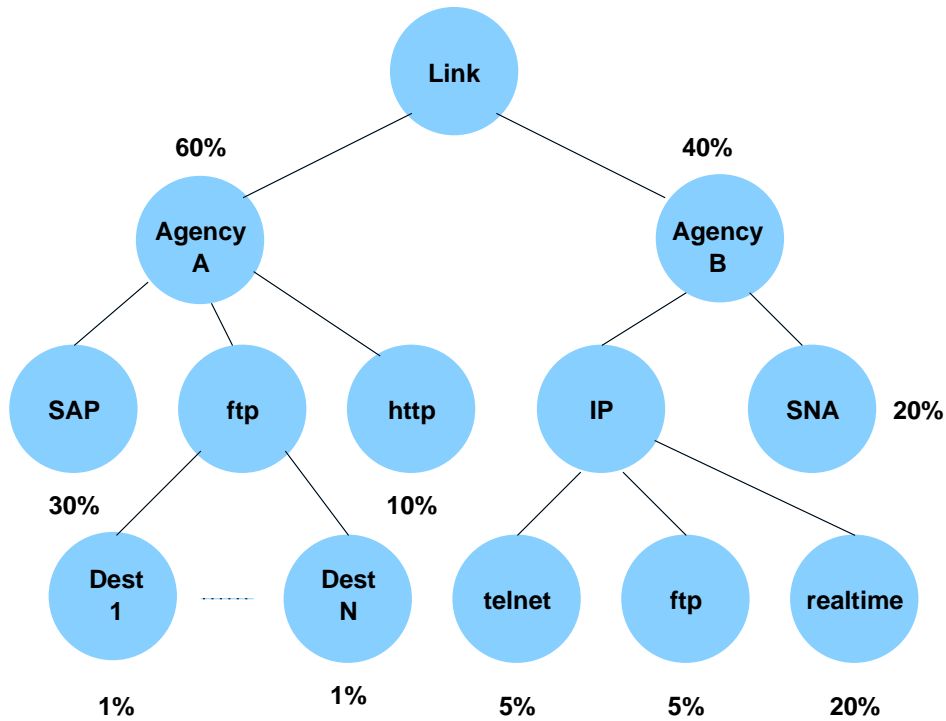 Link
60%
40%
Agency
A
Agency
B
SAP
ftp
http
IP
SNA
20%
30%
10%
Dest
1
Dest
N
telnet
ftp
realtime
1%
1%
5%
5%
20%